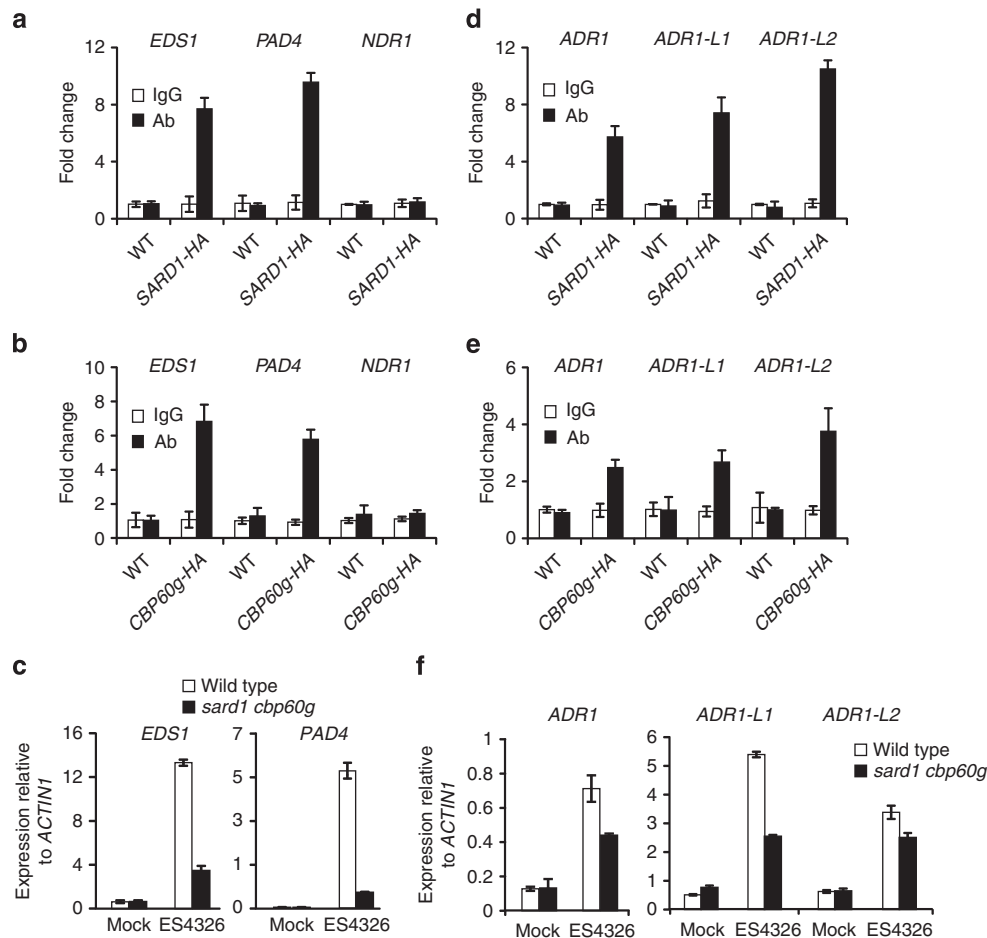 a
EDS1 PAD4 NDR1
12
8
4
0
Fold change
IgG
Ab
WT SARD1-HA WT SARD1-HA WT SARD1-HA
d
ADR1 ADR1-L1 ADR1-L2
12
8
4
0
Fold change
IgG
Ab
WT SARD1-HA WT SARD1-HA WT SARD1-HA
b
EDS1 PAD4 NDR1
10
8
6
4
2
0
Fold change
IgG
Ab
WT CBP60g-HA WT CBP60g-HA WT CBP60g-HA
e
ADR1 ADR1-L1 ADR1-L2
6
4
2
0
Fold change
IgG
Ab
WT CBP60g-HA WT CBP60g-HA WT CBP60g-HA
c
Wild type
sard1 cbp60g
EDS1
16
12
8
4
0
Expression relative
to ACTIN1
Mock ES4326
PAD4
7
5
1
0
Mock ES4326
f
ADR1
1
0.8
0.6
0.4
0.2
0
Expression relative
to ACTIN1
Mock ES4326
ADR1-L1 ADR1-L2
6
5
4
3
2
1
0
Wild type
sard1 cbp60g
Mock ES4326 Mock ES4326